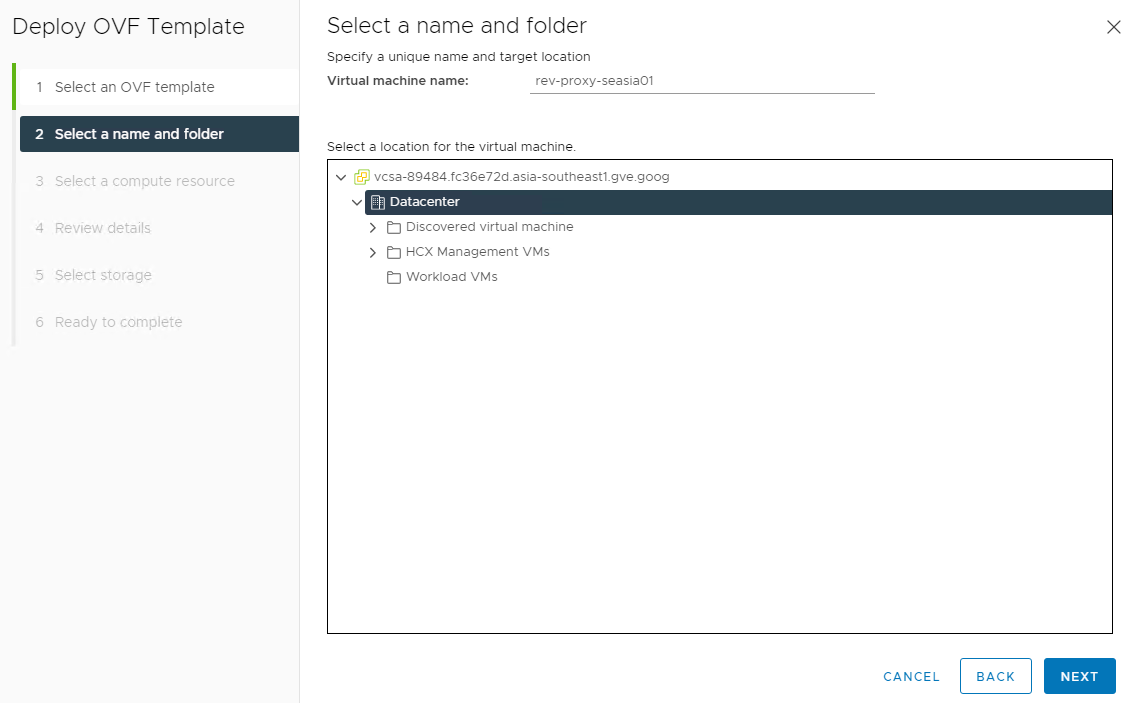 Deploy OVF Template
1 Select an OVF template
2 Select a name and folder
3 Select a compute resource
4 Review details
5 Select storage
6 Ready to complete
Select a name and folder
Specify a unique name and target location
Virtual machine name: rev-proxy-seasia01
Select a location for the virtual machine.
vcsa-89484.fc36e72d.asia-southeast1.gve.goog
Datacenter
Discovered virtual machine
HCX Management VMs
Workload VMs
CANCEL BACK NEXT